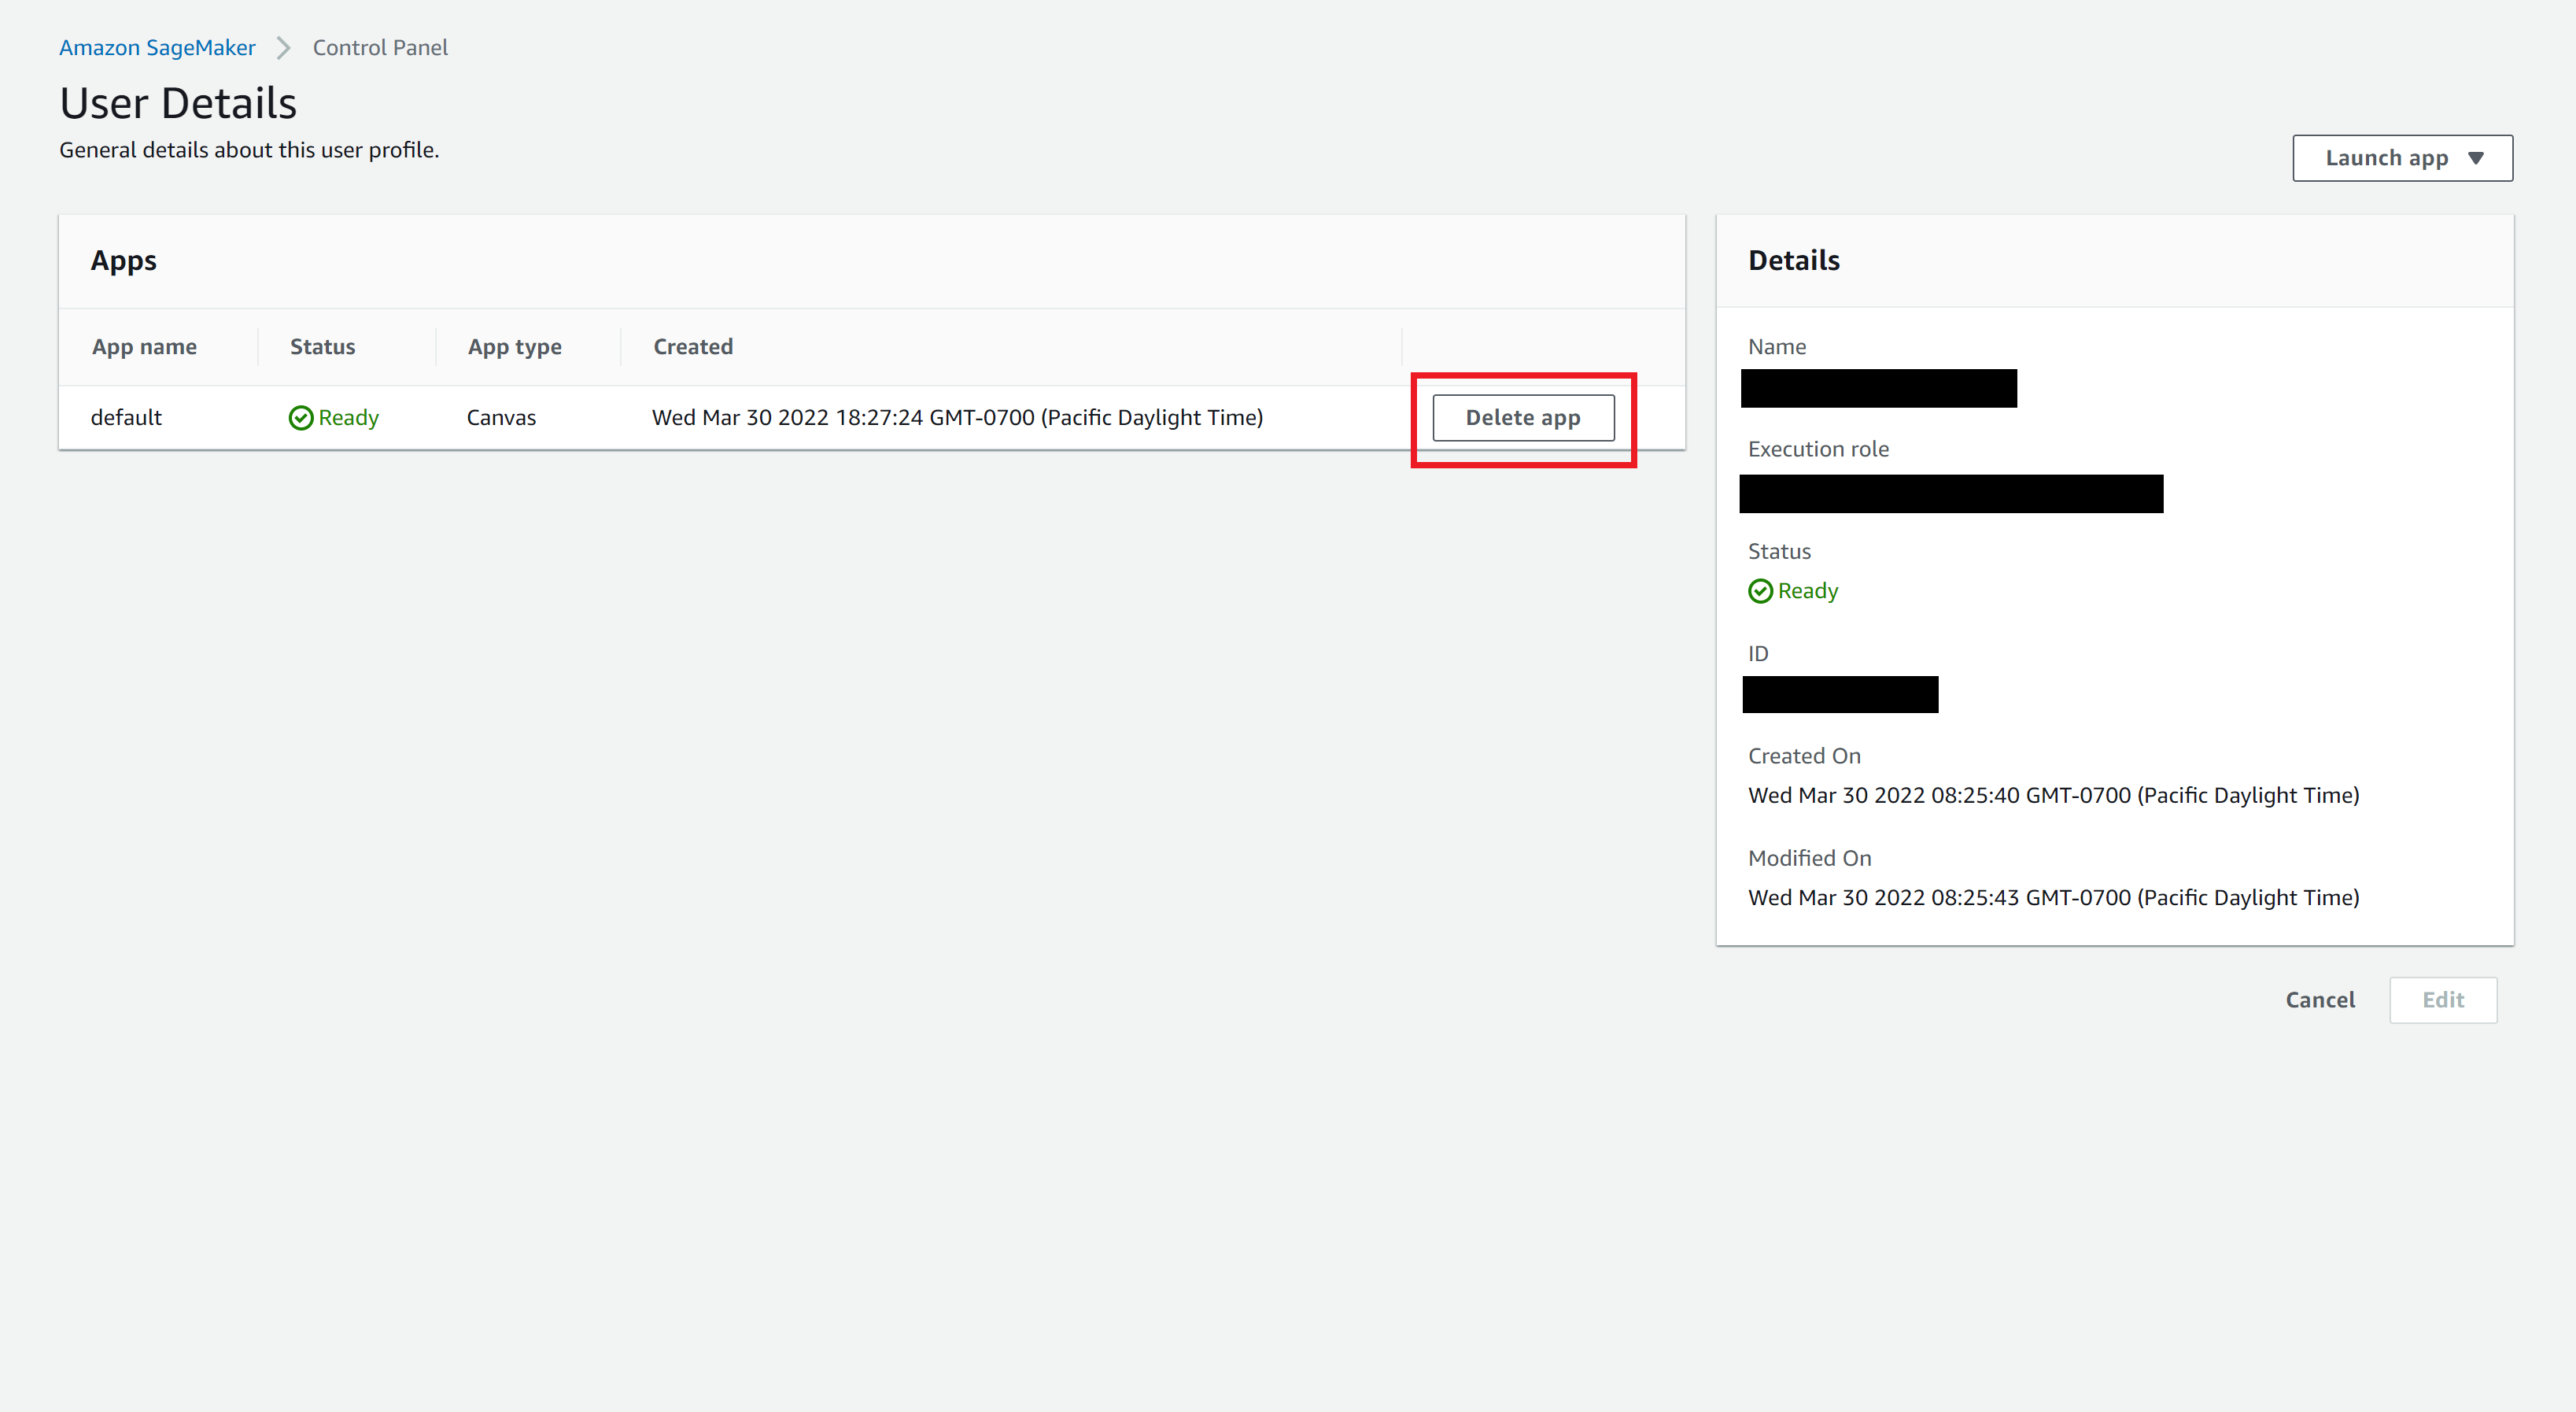 Amazon SageMaker
Control Panel
User Details
General details about this user profile.
Launch app
Apps
App name
Status
App type
Created
default
Ready
Canvas
Wed Mar 30 2022 18:27:24 GMT-0700 (Pacific Daylight Time)
Delete app
Details
Name
Execution role
Status
Ready
ID
Created On
Wed Mar 30 2022 08:25:40 GMT-0700 (Pacific Daylight Time)
Modified On
Wed Mar 30 2022 08:25:43 GMT-0700 (Pacific Daylight Time)
Cancel
Edit